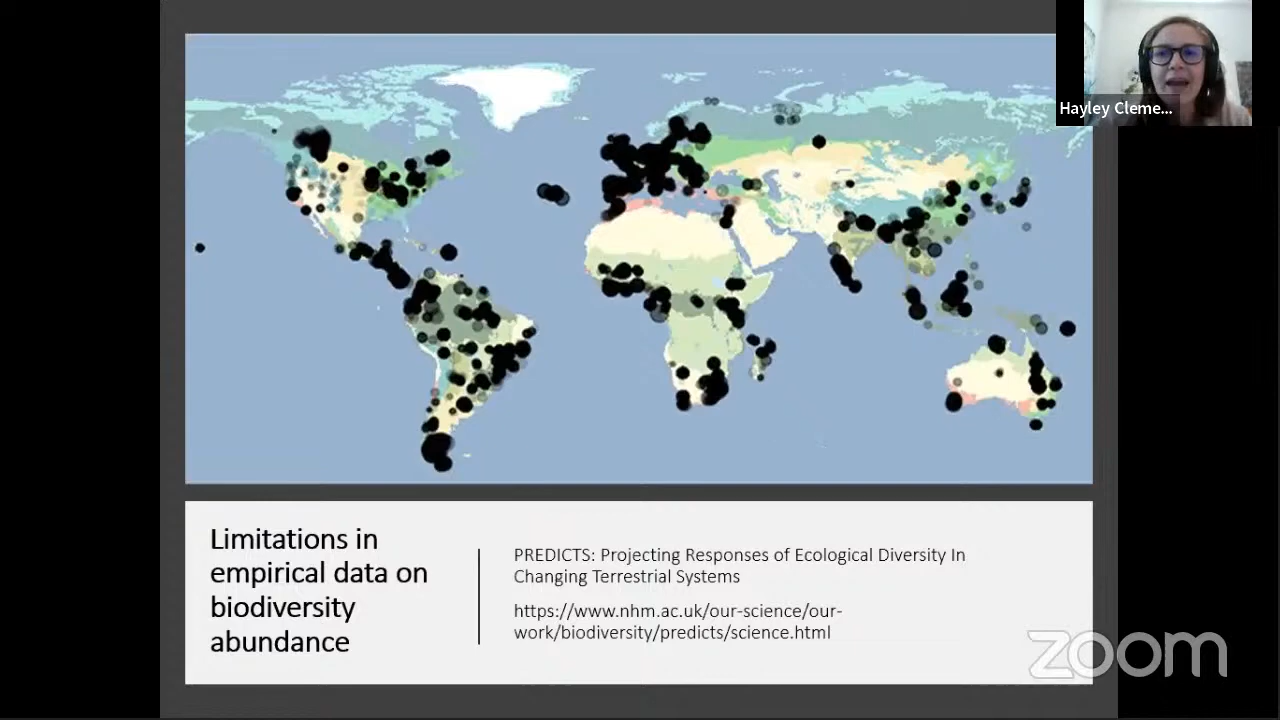 Hayley Cleme...
Limitations in
empirical data on
biodiversity
abundance
PREDICTS: Projecting Responses of Ecological Diversity In
Changing Terrestrial Systems
https://www.nhm.ac.uk/our-science/our-
work/biodiversity/predicts/science.html
zoom